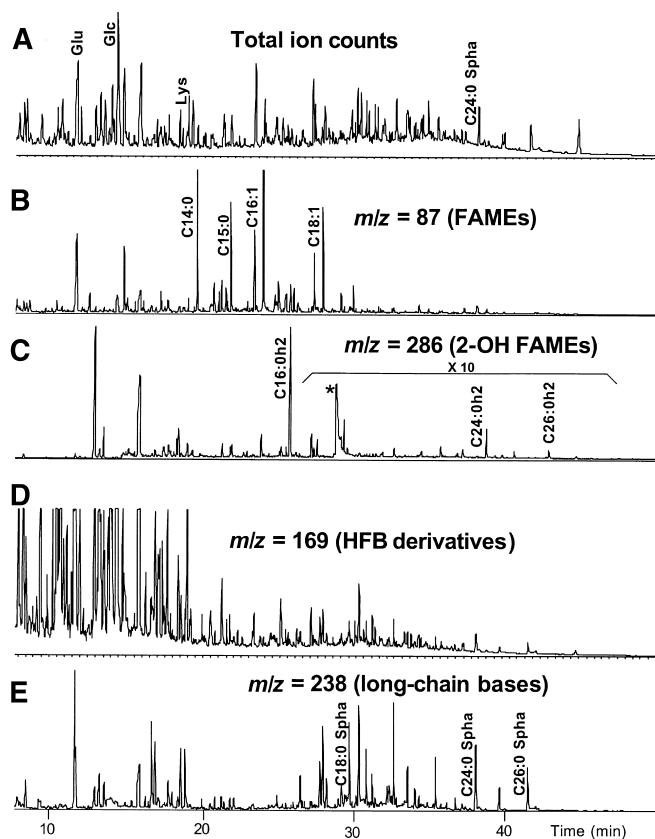 A
Total ion counts
Glu
Glc
Lys
C24:0 Spha
B
m/z = 87 (FAMEs)
C14:0
C15:0
C16:1
C18:1
C
m/z = 286 (2-OH FAMEs)
X 10
C16:0h2
*
C24:0h2
C26:0h2
D
m/z = 169 (HFB derivatives)
E
m/z = 238 (long-chain bases)
C18:0 Spha
C24:0 Spha
C26:0 Spha
10 20 30 40 Time (min)